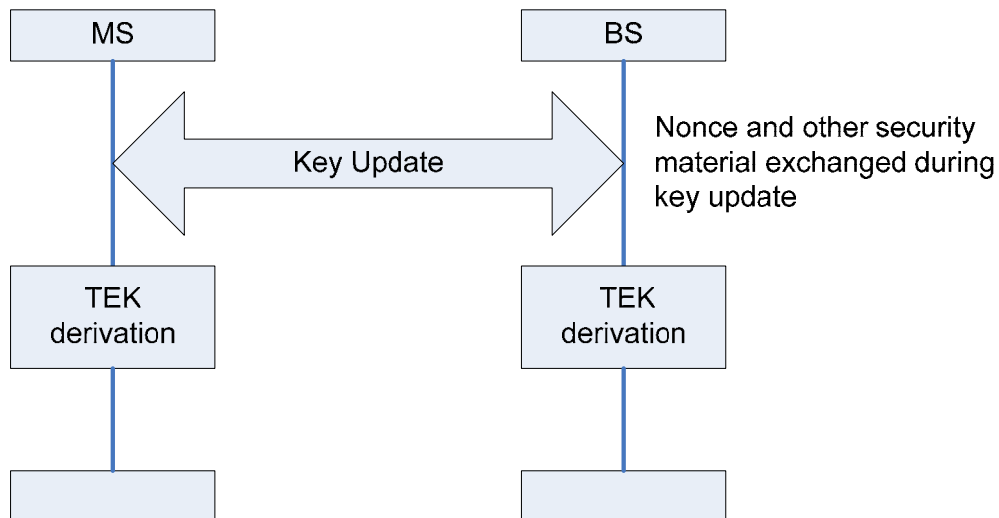 MS
BS
Key Update
Nonce and other security
material exchanged during
key update
TEK
derivation
TEK
derivation